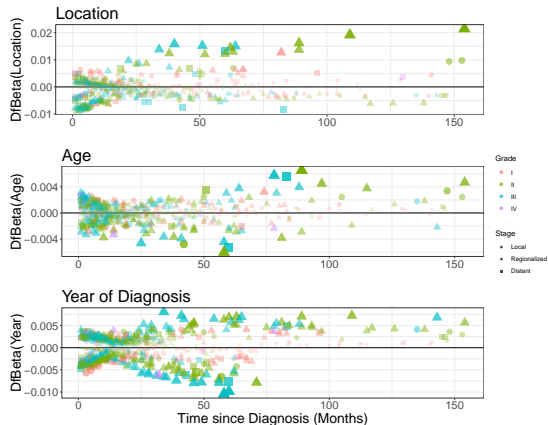 Location
DfBeta(Location)
0.02
0.01
0.00
−0.01
0
50
100
150
Age
DfBeta(Age)
0.004
0.000
−0.004
0
50
100
150
Year of Diagnosis
DfBeta(Year)
0.005
0.000
−0.005
−0.010
0
50
100
150
Time since Diagnosis (Months)
Grade
I
II
III
IV
Stage
Local
Regionalized
Distant